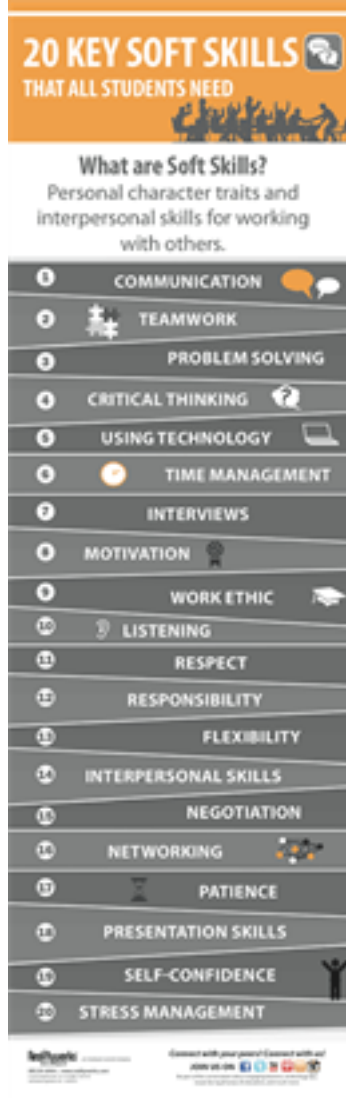 20 KEY SOFT SKILLS
THAT ALL STUDENTS NEED
What are Soft Skills?
Personal character traits and
interpersonal skills for working
with others.
1 COMMUNICATION
2 TEAMWORK
3 PROBLEM SOLVING
4 CRITICAL THINKING
5 USING TECHNOLOGY
6 TIME MANAGEMENT
7 INTERVIEWS
8 MOTIVATION
9 WORK ETHIC
10 LISTENING
11 RESPECT
12 RESPONSIBILITY
13 FLEXIBILITY
14 INTERPERSONAL SKILLS
15 NEGOTIATION
16 NETWORKING
17 PATIENCE
18 PRESENTATION SKILLS
19 SELF-CONFIDENCE
20 STRESS MANAGEMENT
Connect with your peers! Connect with us!
JOIN US ON